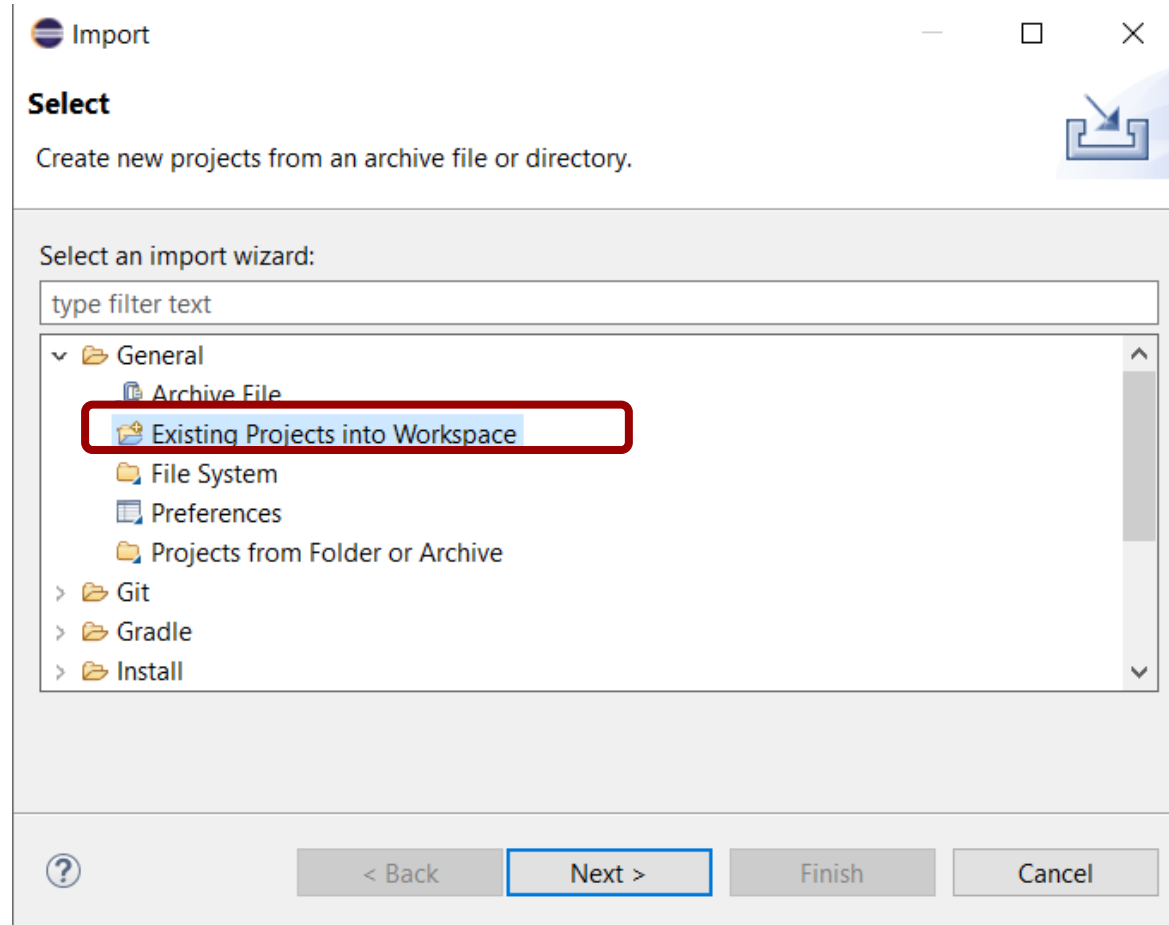 Import
Select
Create new projects from an archive file or directory.
Select an import wizard:
type filter text
General
Archive File
Existing Projects into Workspace
File System
Preferences
Projects from Folder or Archive
Git
Gradle
Install
?
< Back
Next >
Finish
Cancel